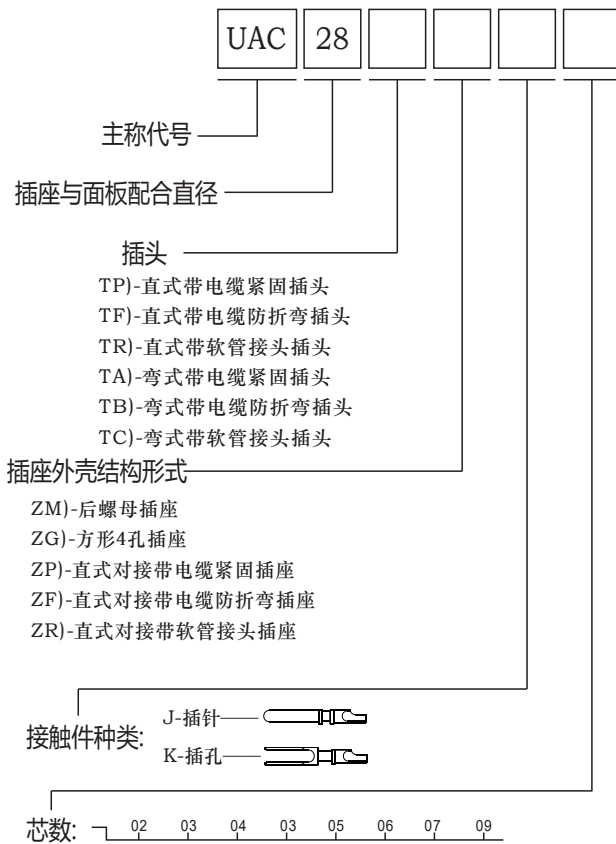 UAC 28
主称代号
插座与面板配合直径
插头
TP)-直式带电缆紧固插头
TF)-直式带电缆防折弯插头
TR)-直式带软管接头插头
TA)-弯式带电缆紧固插头
TB)-弯式带电缆防折弯插头
TC)-弯式带软管接头插头
插座外壳结构形式
ZM)-后螺母插座
ZG)-方形4孔插座
ZP)-直式对接带电缆紧固插座
ZF)-直式对接带电缆防折弯插座
ZR)-直式对接带软管接头插座
接触件种类:
J-插针
K-插孔
芯数: 02 03 04 03 05 06 07 09